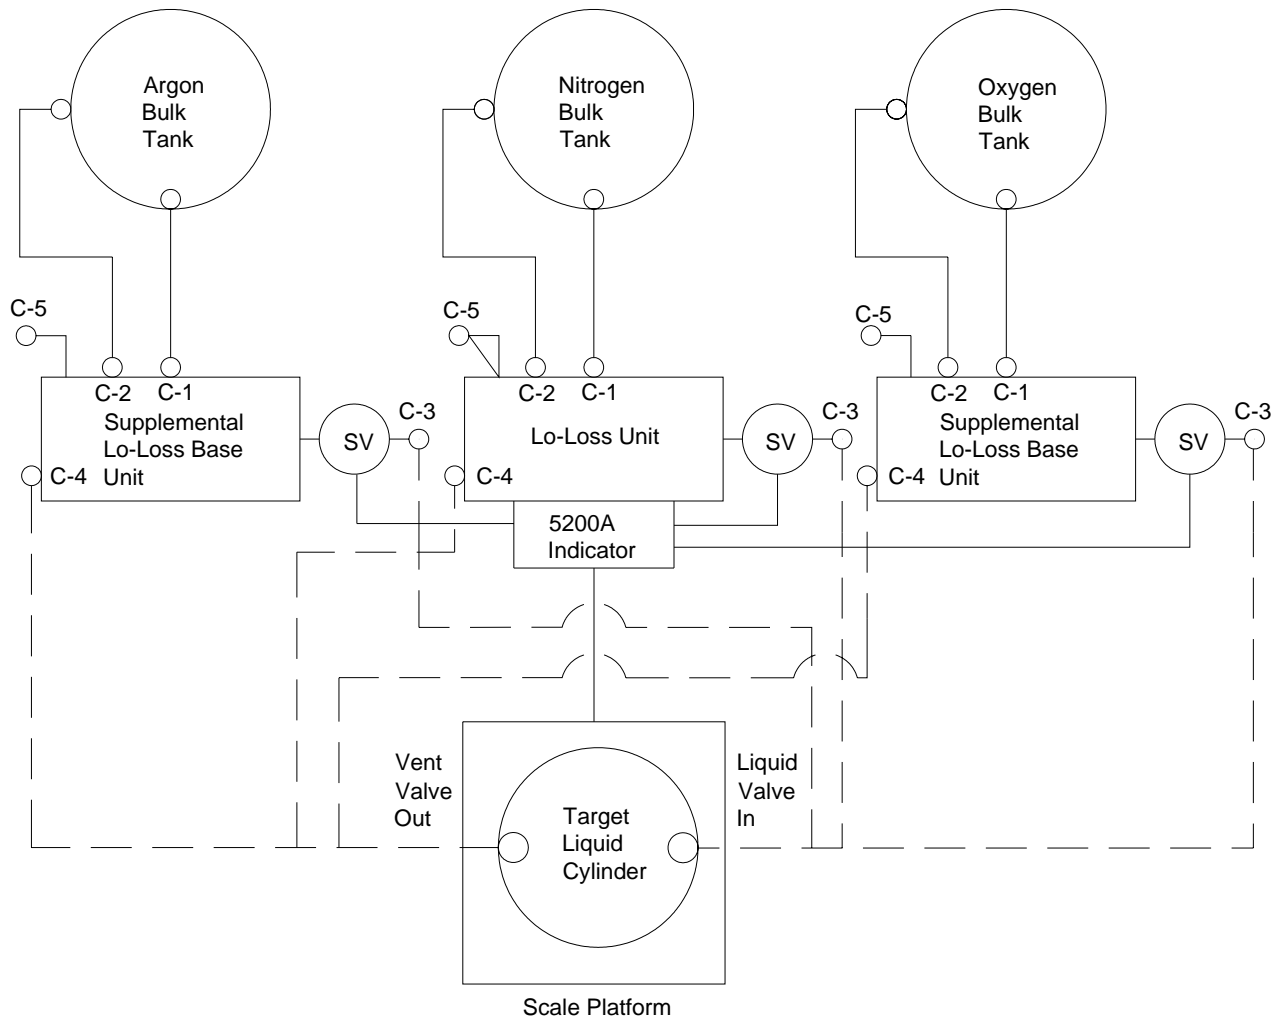 Argon
Bulk
Tank
Nitrogen
Bulk
Tank
Oxygen
Bulk
Tank
C-5
C-5
C-5
C-2 C-1
Supplemental
Lo-Loss Base
Unit
C-4
SV
C-3
C-2 C-1
Lo-Loss Unit
C-4
SV
C-3
C-2 C-1
Supplemental
Lo-Loss Base
Unit
C-4
SV
C-3
5200A
Indicator
Vent
Valve
Out
Target
Liquid
Cylinder
Liquid
Valve
In
Scale Platform